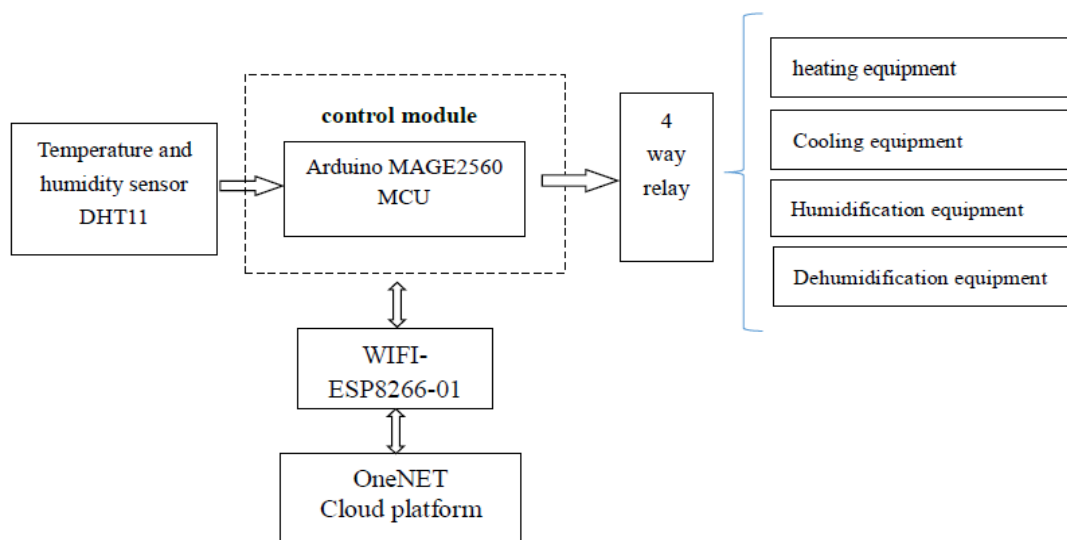 Temperature and
humidity sensor
DHT11
control module
Arduino MAGE2560
MCU
4
way
relay
heating equipment
Cooling equipment
Humidification equipment
Dehumidification equipment
WIFI-
ESP8266-01
OneNET
Cloud platform